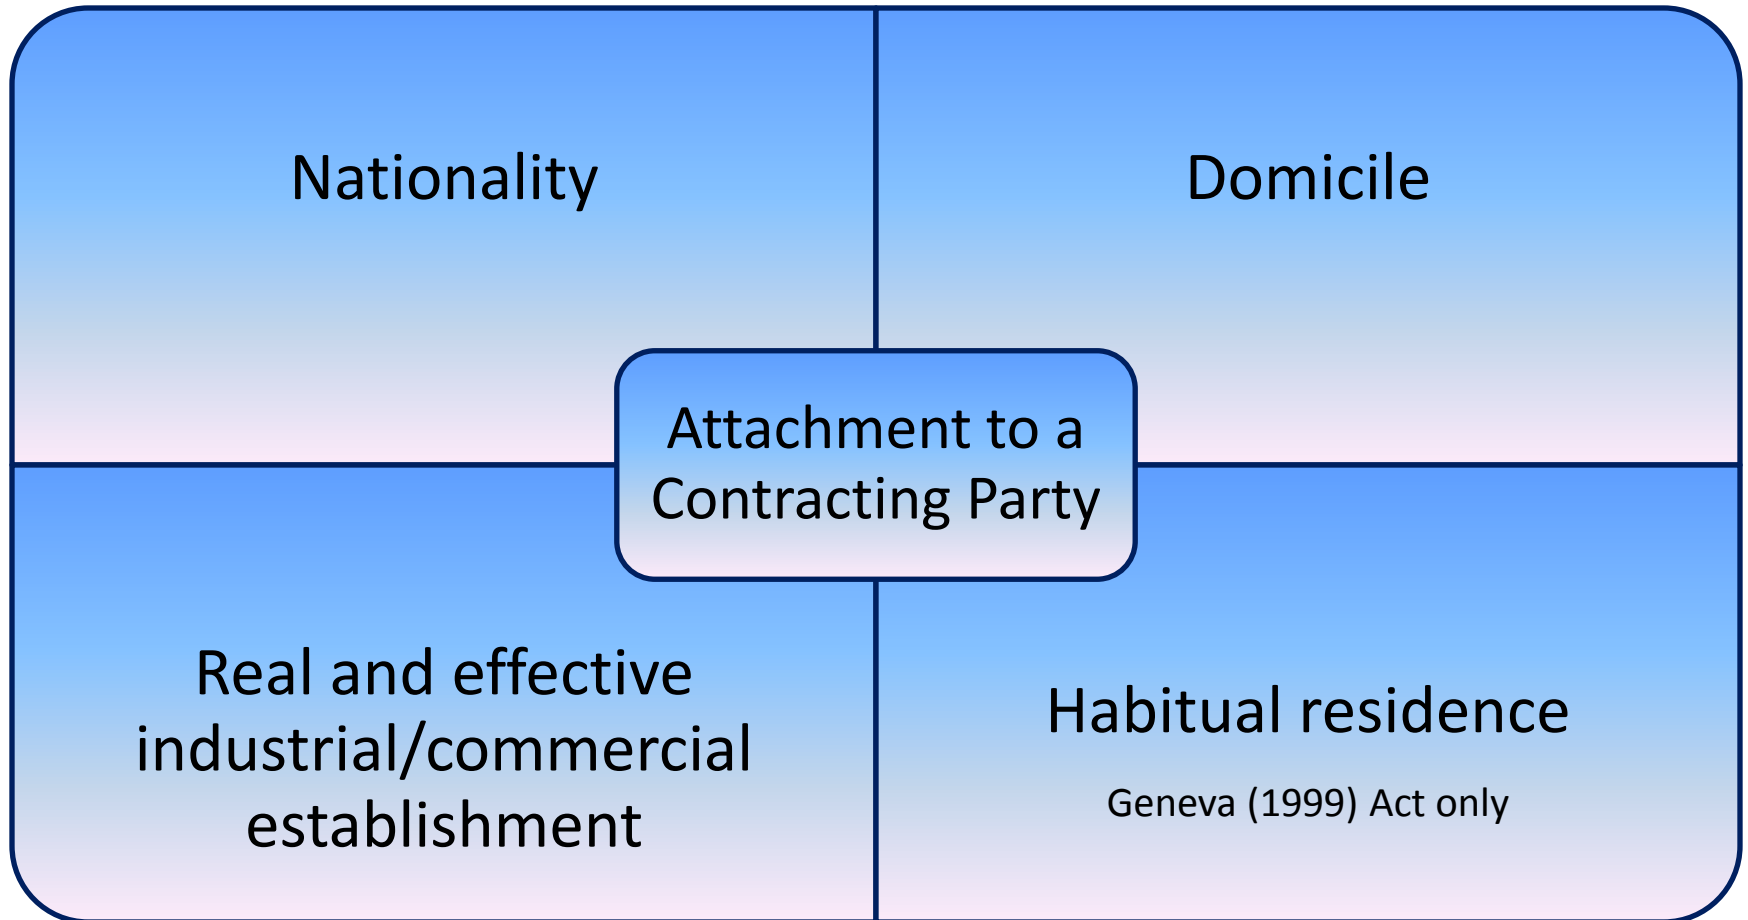 Nationality
Domicile
Attachment to a
Contracting Party
Real and effective
industrial/commercial
establishment
Habitual residence
Geneva (1999) Act only